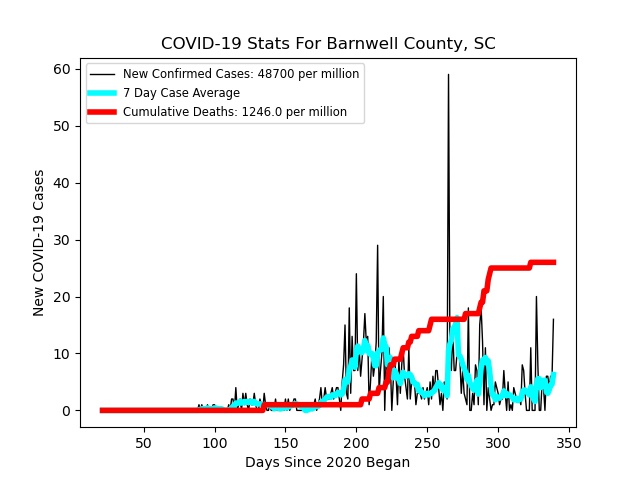 COVID-19 Stats For Barnwell County, SC
New Confirmed Cases: 48700 per million
7 Day Case Average
Cumulative Deaths: 1246.0 per million
New COVID-19 Cases
60
50
40
30
20
10
0
50 100 150 200 250 300 350
Days Since 2020 Began